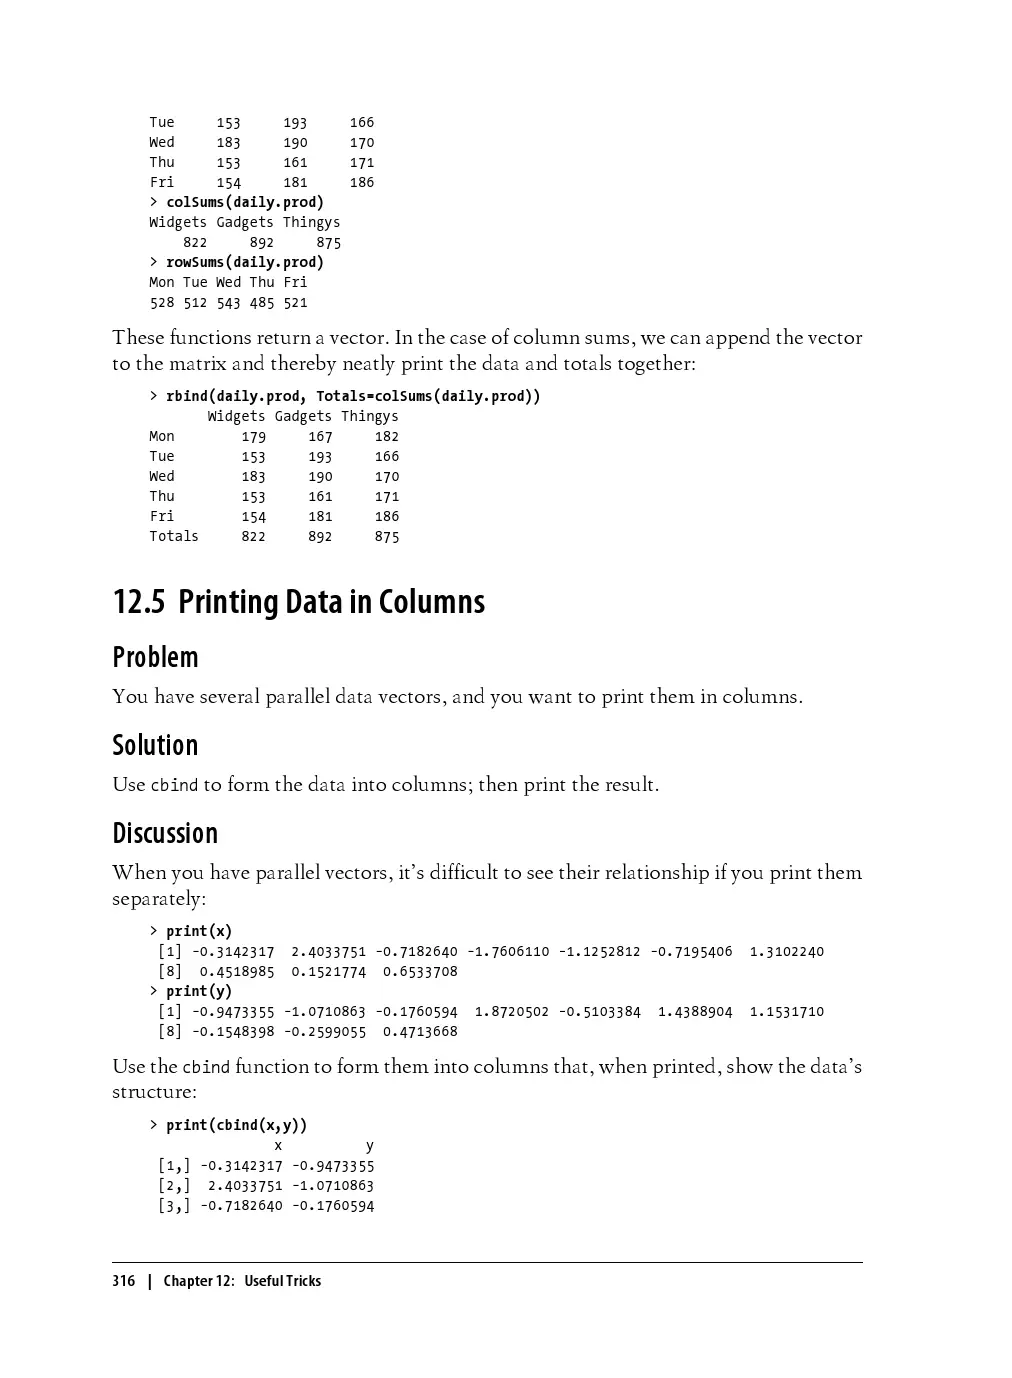 Tue     153     193     166
Wed     183     190     170
Thu     153     161     171
Fri     154     181     186
> colSums(daily.prod)
Widgets Gadgets Thingys
    822     892     875
> rowSums(daily.prod)
Mon Tue Wed Thu Fri
528 512 543 485 521
These functions return a vector. In the case of column sums, we can append the vector
to the matrix and thereby neatly print the data and totals together:
> rbind(daily.prod, Totals=colSums(daily.prod))
       Widgets Gadgets Thingys
Mon        179     167     182
Tue        153     193     166
Wed        183     190     170
Thu        153     161     171
Fri        154     181     186
Totals     822     892     875
12.5 Printing Data in Columns
Problem
You have several parallel data vectors, and you want to print them in columns.
Solution
Use cbind to form the data into columns; then print the result.
Discussion
When you have parallel vectors, it's difficult to see their relationship if you print them
separately:
> print(x)
 [1] -0.3142317  2.4033751 -0.7182640 -1.7606110 -1.1252812 -0.7195406  1.3102240
 [8]  0.4518985  0.1521774  0.6533708
> print(y)
 [1] -0.9473355 -1.0710863 -0.1760594  1.8720502 -0.5103384  1.4388904  1.1531710
 [8] -0.1548398 -0.2599055  0.4713668
Use the cbind function to form them into columns that, when printed, show the data's
structure:
> print(cbind(x,y))
               x          y
 [1,] -0.3142317 -0.9473355
 [2,]  2.4033751 -1.0710863
 [3,] -0.7182640 -0.1760594
316 | Chapter 12: Useful Tricks